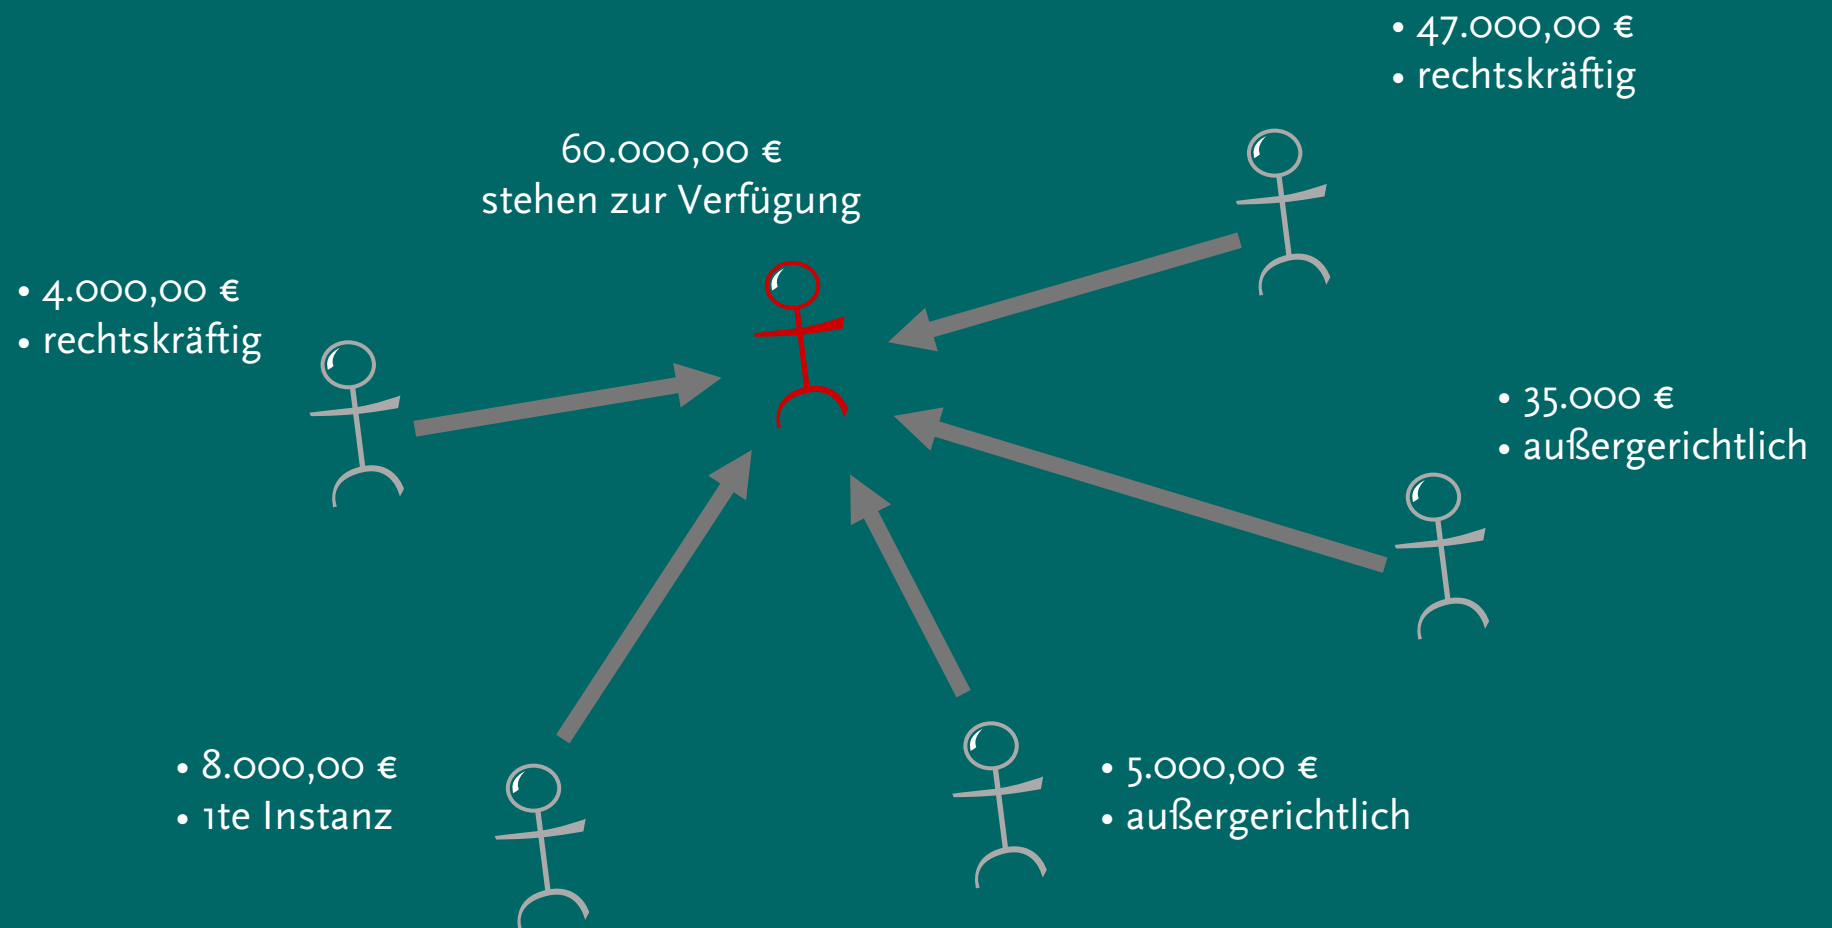 • 47.000,00 €
• rechtskräftig
60.000,00 €
stehen zur Verfügung
• 4.000,00 €
• rechtskräftig
• 35.000 €
• außergerichtlich
• 8.000,00 €
• 1te Instanz
• 5.000,00 €
• außergerichtlich